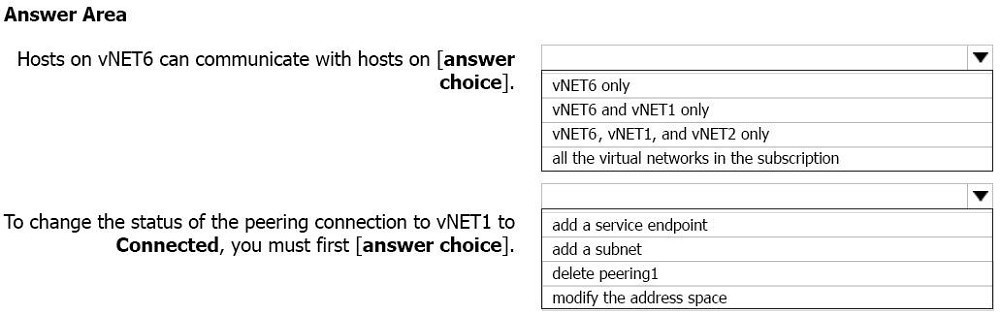 Answer Area
Hosts on vNET6 can communicate with hosts on [answer
choice].
vNET6 only
vNET6 and vNET1 only
vNET6, vNET1, and vNET2 only
all the virtual networks in the subscription
To change the status of the peering connection to vNET1 to
Connected, you must first [answer choice].
add a service endpoint
add a subnet
delete peering1
modify the address space